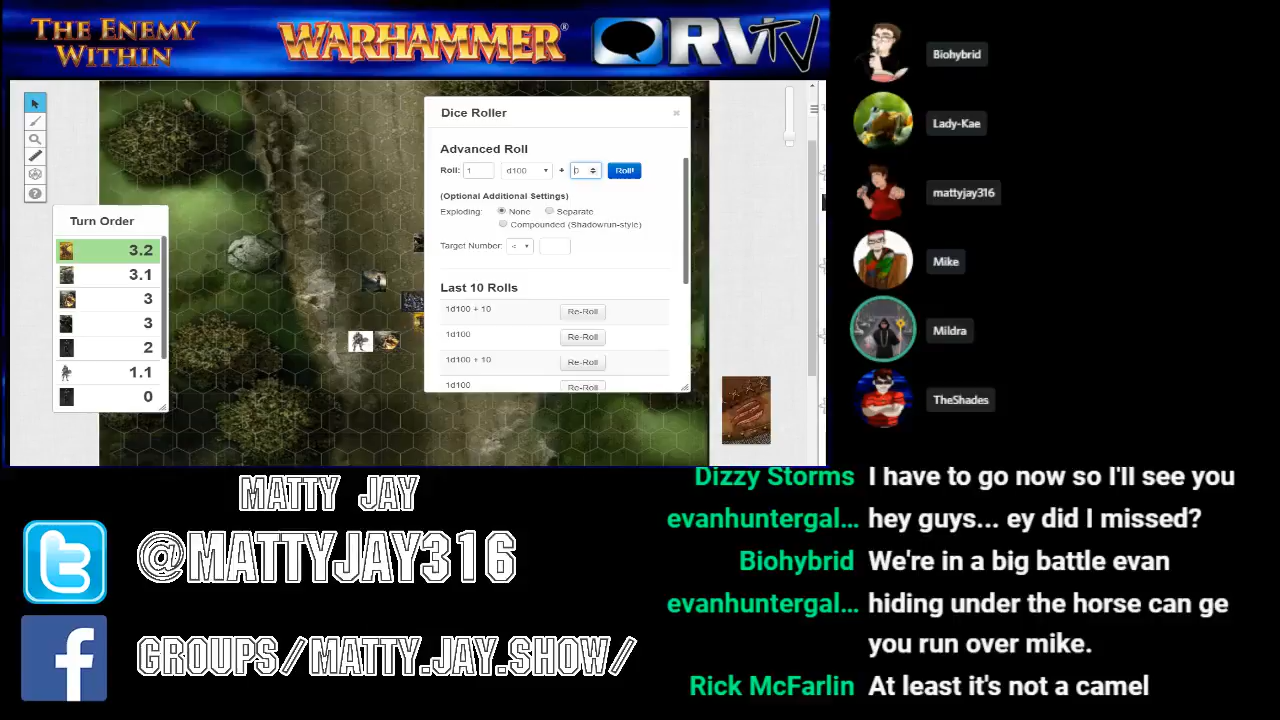 THE ENEMY WITHIN
WARHAMMER®
RVTV
Dice Roller
×
Advanced Roll
Roll: 1 d100 + 0 Roll!
(Optional Additional Settings)
Exploding: None Separate
Compounded (Shadowrun-style)
Target Number: <
Last 10 Rolls
1d100 + 10 Re-Roll
1d100 Re-Roll
1d100 + 10 Re-Roll
1d100 Re-Roll
Turn Order
3.2
3.1
3
3
2
1.1
0
Biohybrid
Lady-Kae
mattyjay316
Mike
Mildra
TheShades
MATTY JAY
@MATTYJAY316
GROUPS/MATTY.JAY.SHOW/
Dizzy Storms I have to go now so I'll see you
evanhuntergal... hey guys... ey did I missed?
Biohybrid We're in a big battle evan
evanhuntergal... hiding under the horse can ge
you run over mike.
Rick McFarlin At least it's not a camel